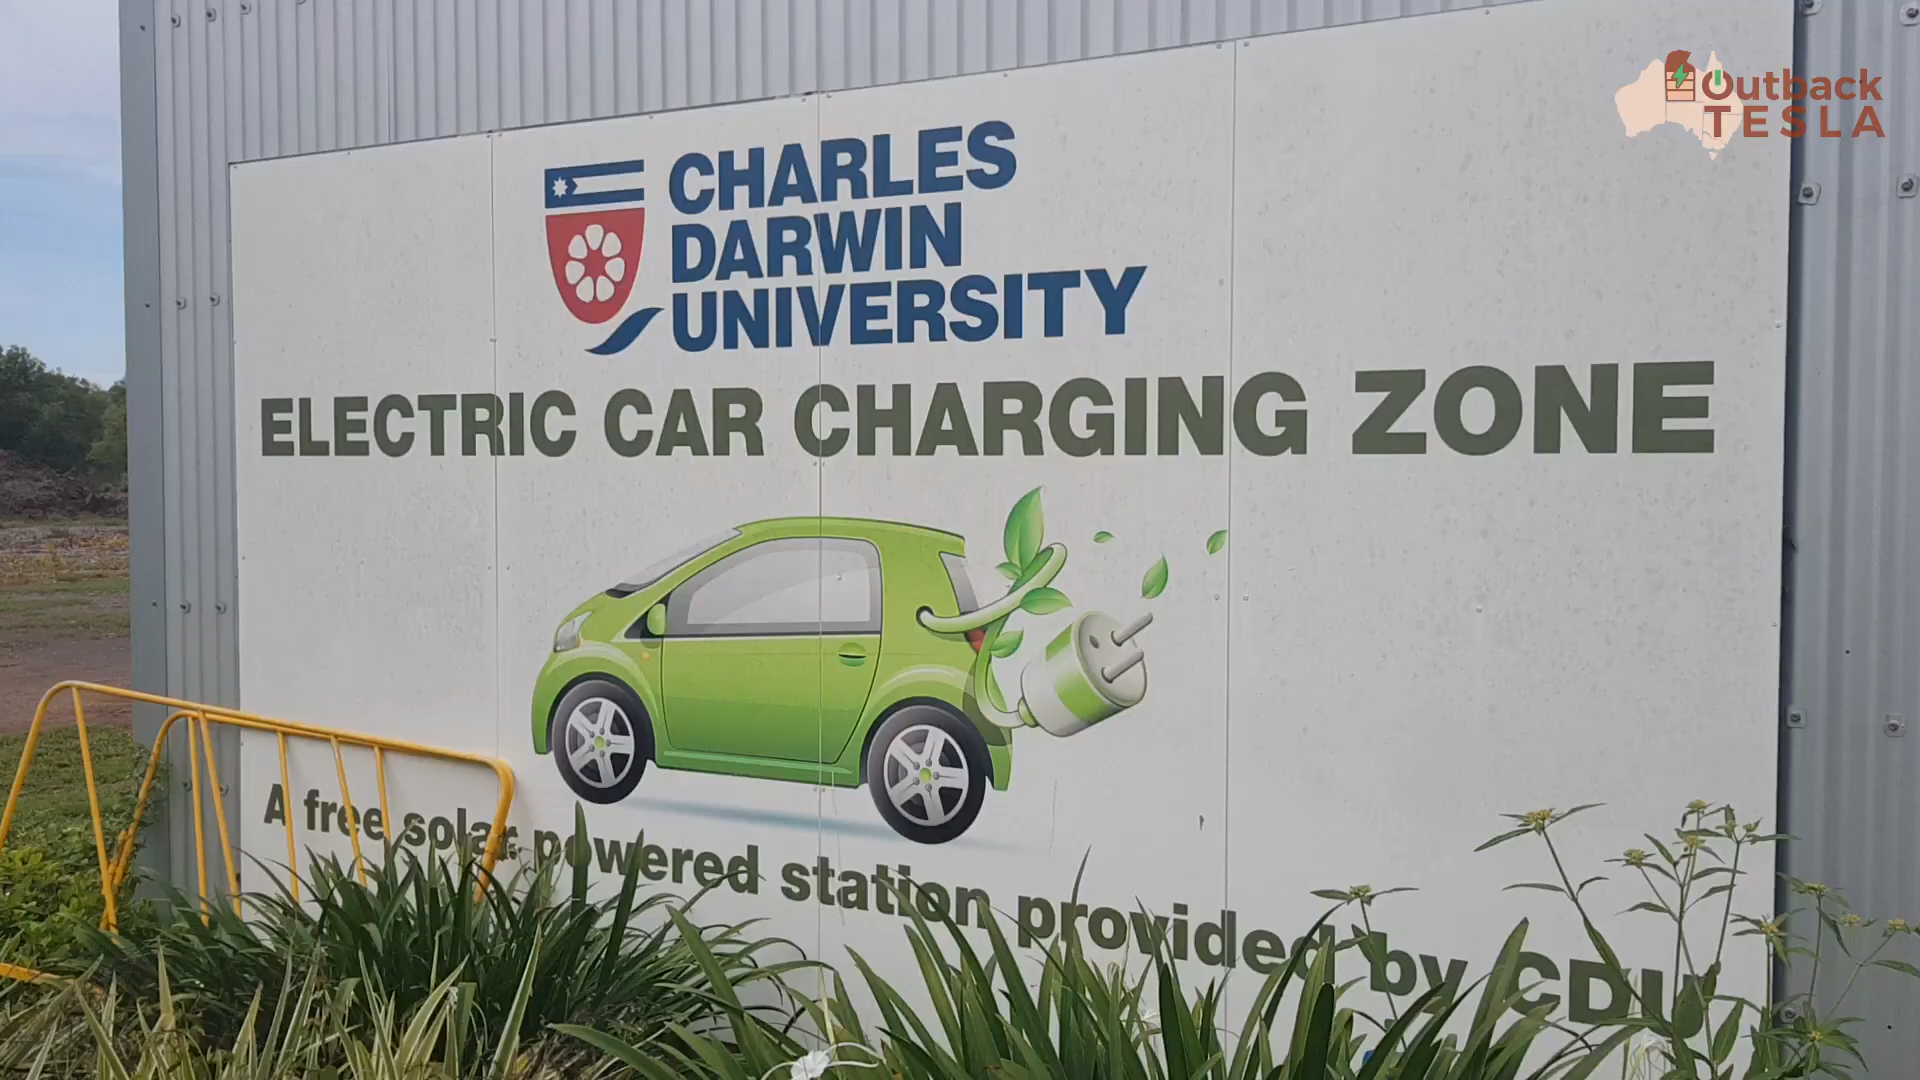 Outback
TESLA
CHARLES
DARWIN
UNIVERSITY
ELECTRIC CAR CHARGING ZONE
A free solar powered station provided by CDU